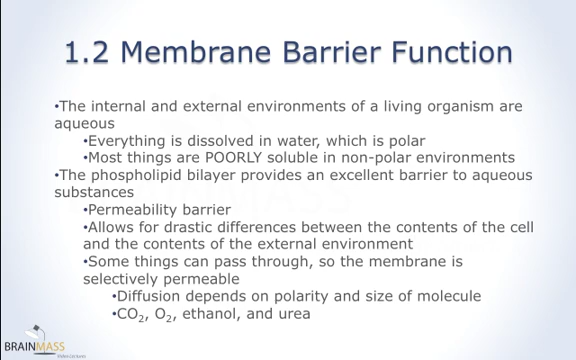 1.2 Membrane Barrier Function
•The internal and external environments of a living organism are
aqueous
•Everything is dissolved in water, which is polar
•Most things are POORLY soluble in non-polar environments
•The phospholipid bilayer provides an excellent barrier to aqueous
substances
•Permeability barrier
•Allows for drastic differences between the contents of the cell
and the contents of the external environment
•Some things can pass through, so the membrane is
selectively permeable
•Diffusion depends on polarity and size of molecule
•CO₂, O₂, ethanol, and urea
BRAINMASS